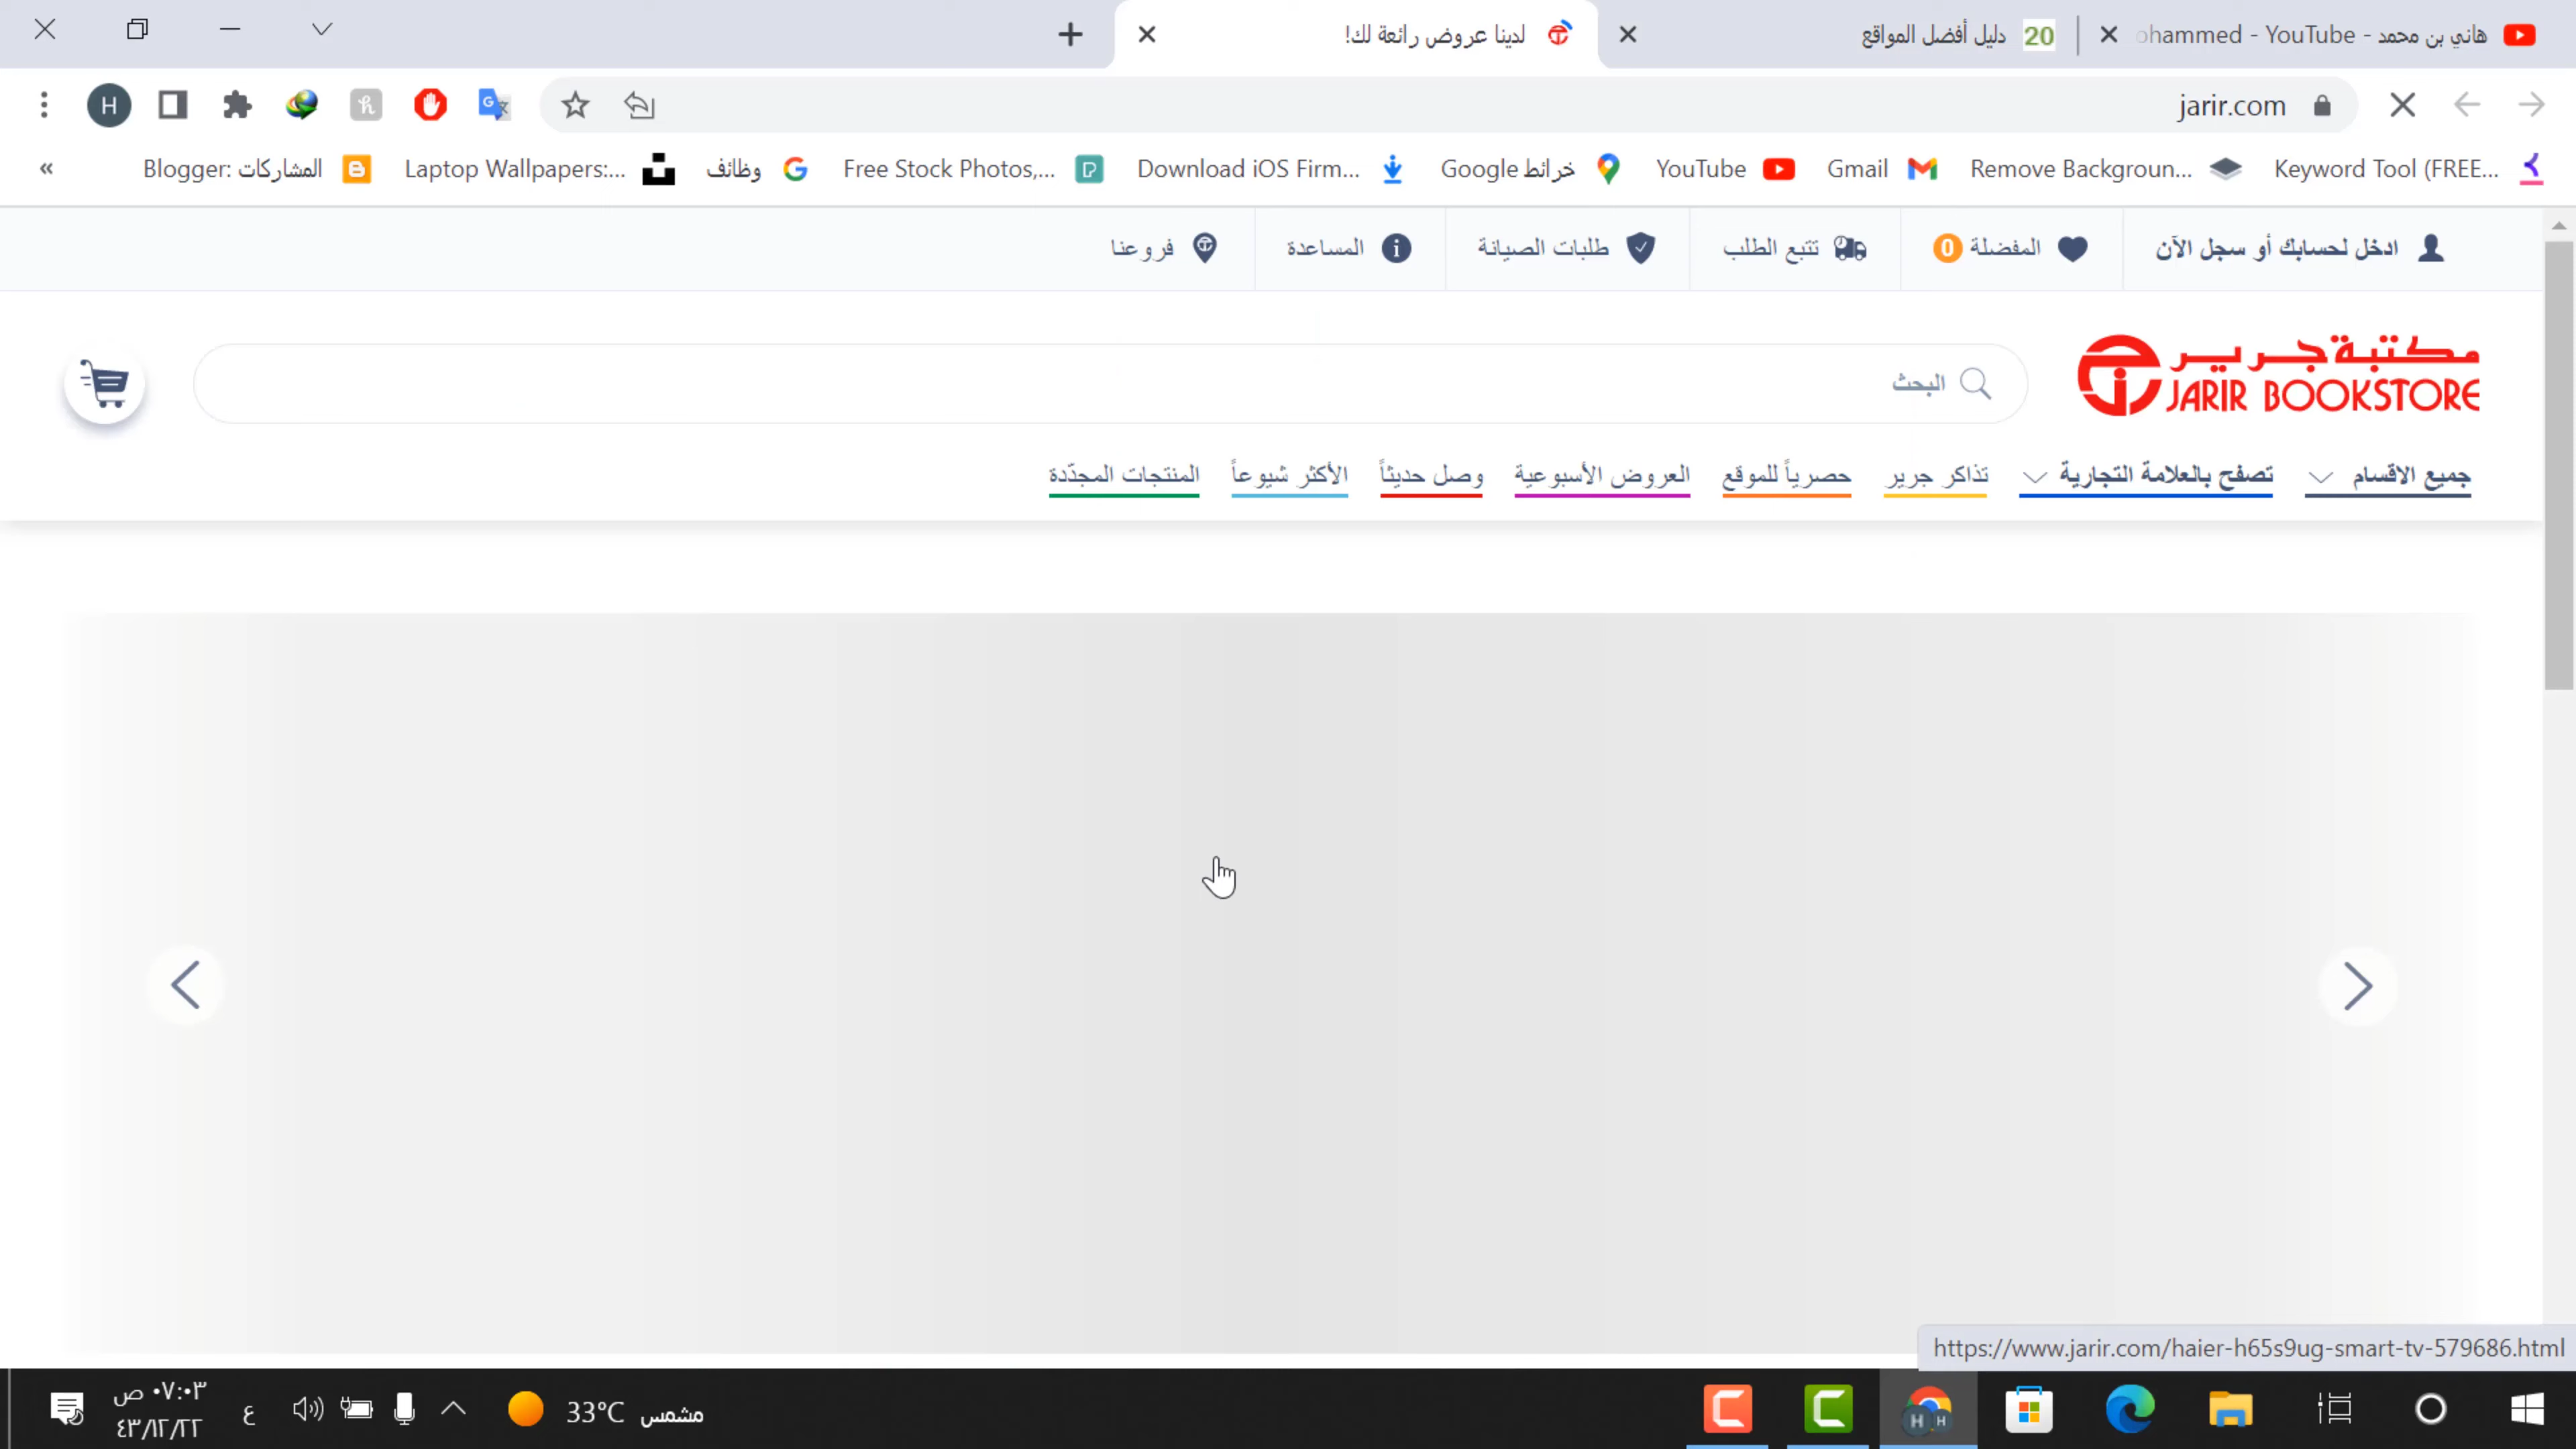 هاني بن محمد - ohammed - YouTube
دليل أفضل المواقع
لدينا عروض رائعة لك!
jarir.com
H
Keyword Tool (FREE...
Remove Backgroun...
Gmail
YouTube
خرائط Google
Download iOS Firm...
Free Stock Photos,...
وظائف
Laptop Wallpapers:...
Blogger: المشاركات
ادخل لحسابك أو سجل الآن
المفضلة 0
تتبع الطلب
طلبات الصيانة
المساعدة
فروعنا
مكتبة جرير
JARIR BOOKSTORE
البحث
جميع الاقسام
تصفح بالعلامة التجارية
تذاكر جرير
حصرياً للموقع
العروض الأسبوعية
وصل حديثاً
الأكثر شيوعاً
المنتجات المجدّدة
https://www.jarir.com/haier-h65s9ug-smart-tv-579686.html
مشمس 33°C
ع
٠٧:٠٣ ص
٤٣/١٢/٢٢